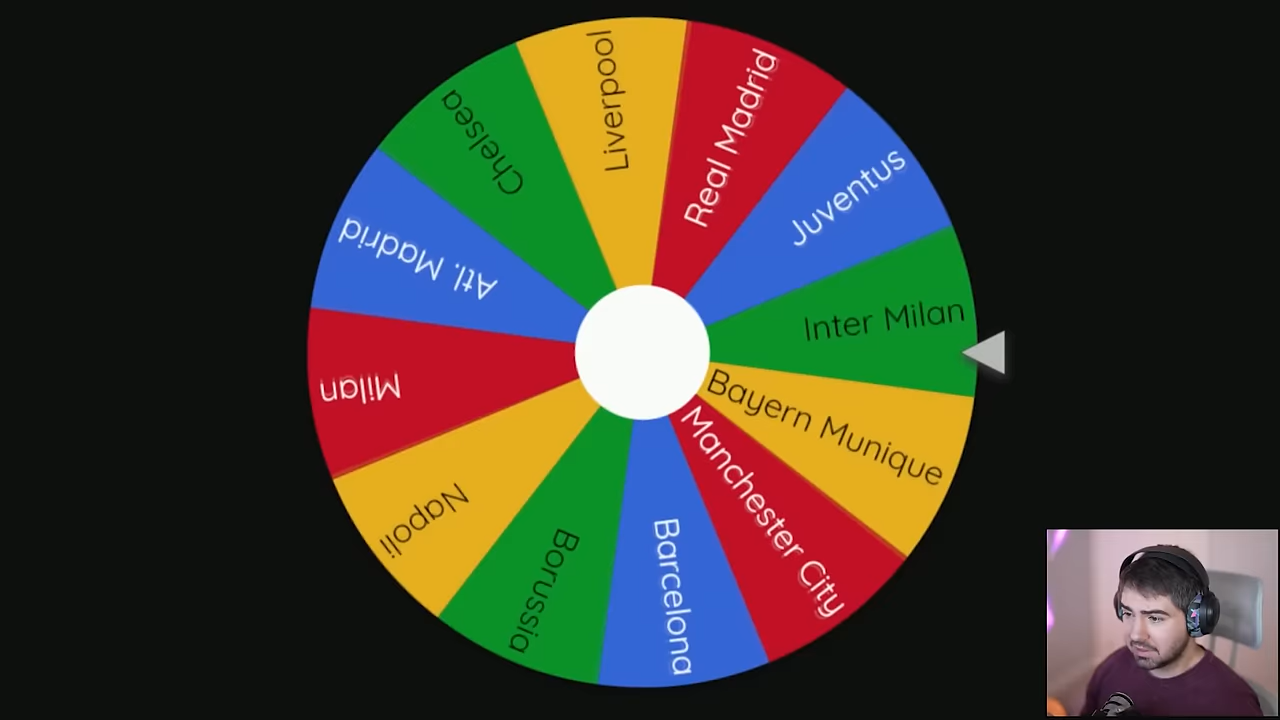 Liverpool
Real Madrid
Juventus
Inter Milan
Bayern Munique
Manchester City
Barcelona
Borussia
Napoli
Milan
Atl. Madrid
Chelsea